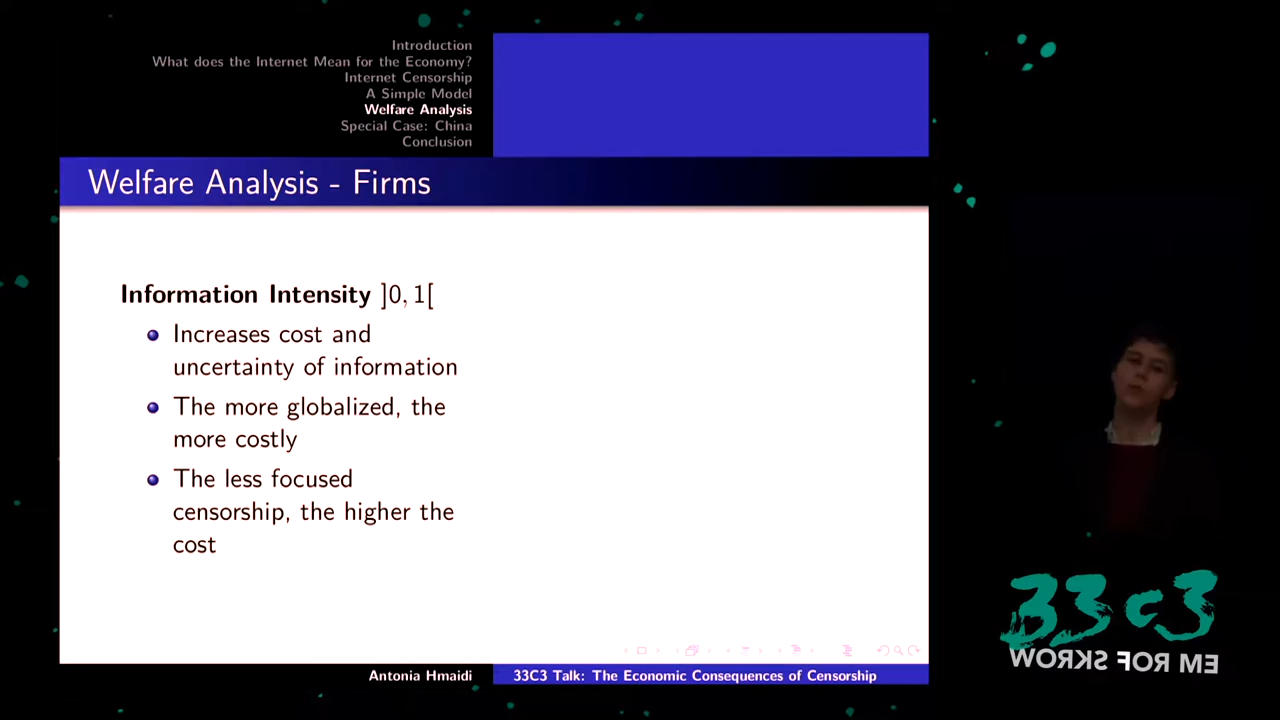 Introduction
What does the Internet Mean for the Economy?
Internet Censorship
A Simple Model
Welfare Analysis
Special Case: China
Conclusion
Welfare Analysis - Firms
Information Intensity ]0, 1[
Increases cost and
uncertainty of information
The more globalized, the
more costly
The less focused
censorship, the higher the
cost
Antonia Hmaidi
33C3 Talk: The Economic Consequences of Censorship
33c3
WORKS FOR ME